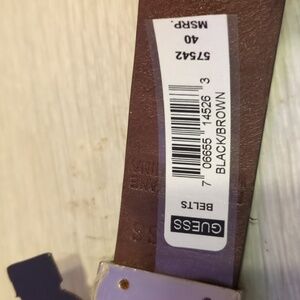 GUESS
BELTS
7 06655 14526 3
BLACK/BROWN
57542
40
MSRP.